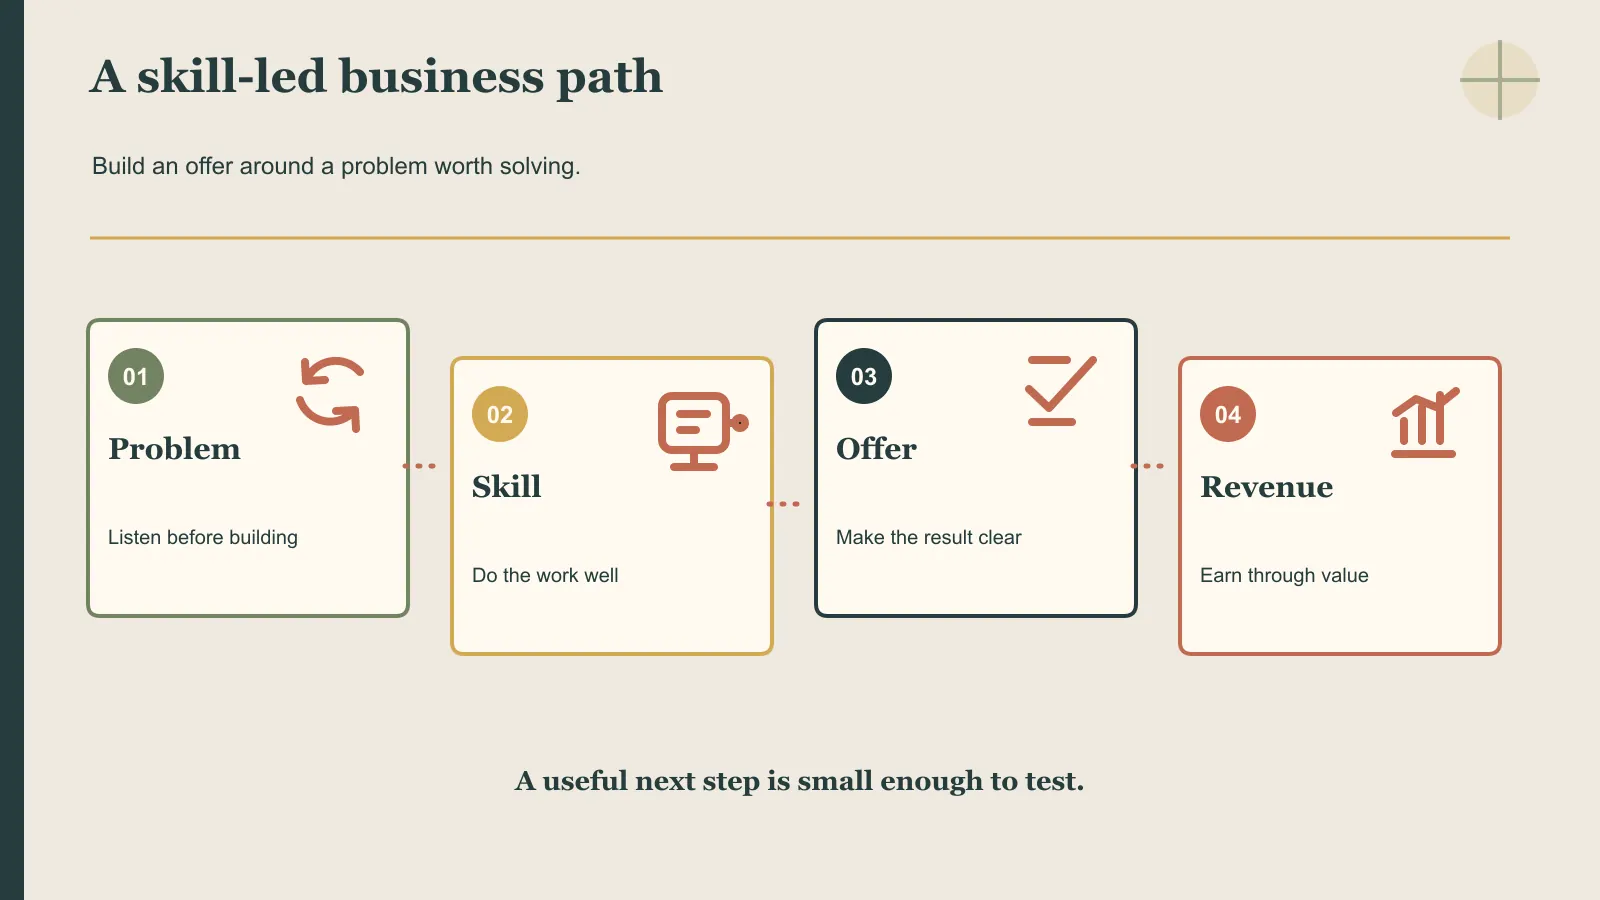 A skill-led business path
Build an offer around a problem worth solving.
01
Problem
Listen before building
02
Skill
Do the work well
03
Offer
Make the result clear
04
Revenue
Earn through value
A useful next step is small enough to test.